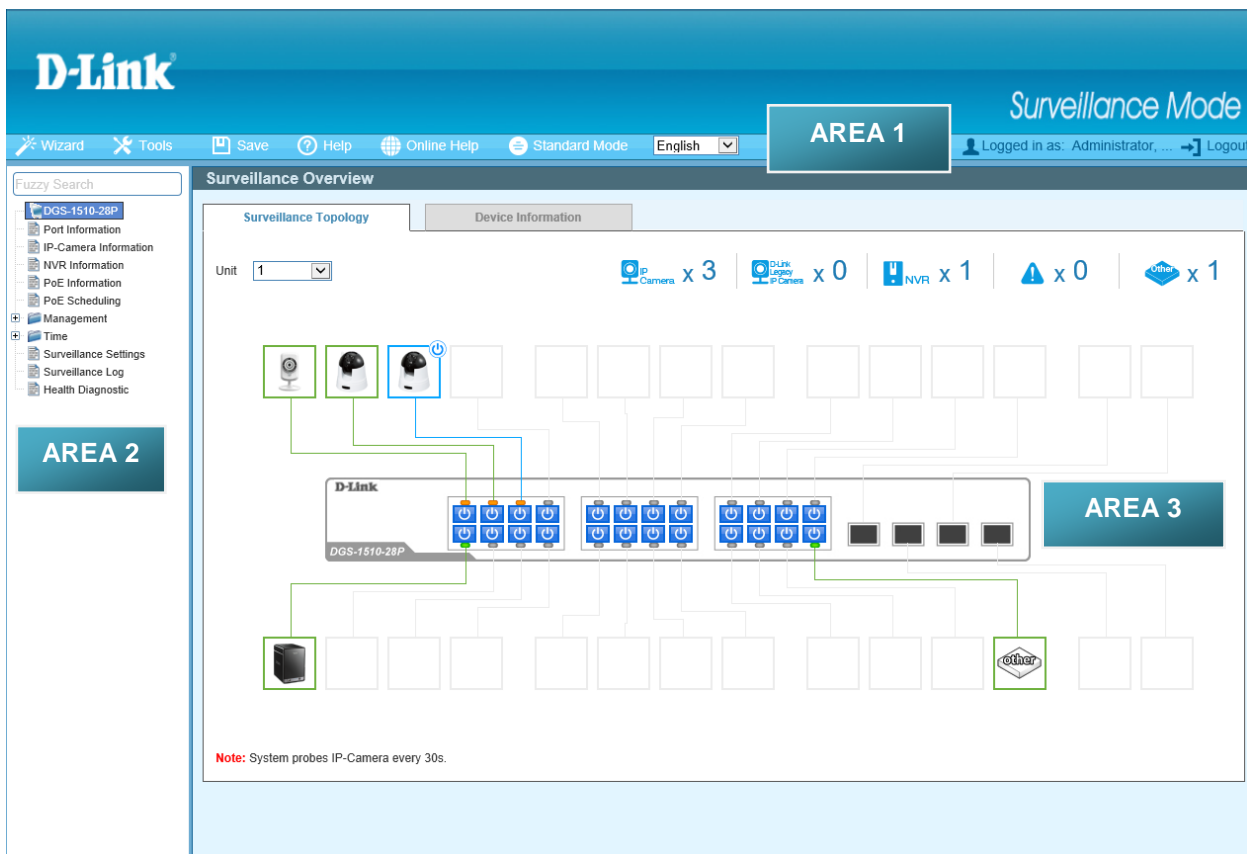 D-Link
Surveillance Mode
AREA 1
Wizard Tools Save Help Online Help Standard Mode English Logged in as: Administrator, ... Logout
Fuzzy Search
Surveillance Overview
DGS-1510-28P
Port Information
IP-Camera Information
NVR Information
PoE Information
PoE Scheduling
Management
Time
Surveillance Settings
Surveillance Log
Health Diagnostic
AREA 2
Surveillance Topology Device Information
Unit 1
IP Camera x 3 D-Link Legacy IP Camera x 0 NVR x 1 x 0 Other x 1
D-Link
DGS-1510-28P
AREA 3
other
Note: System probes IP-Camera every 30s.